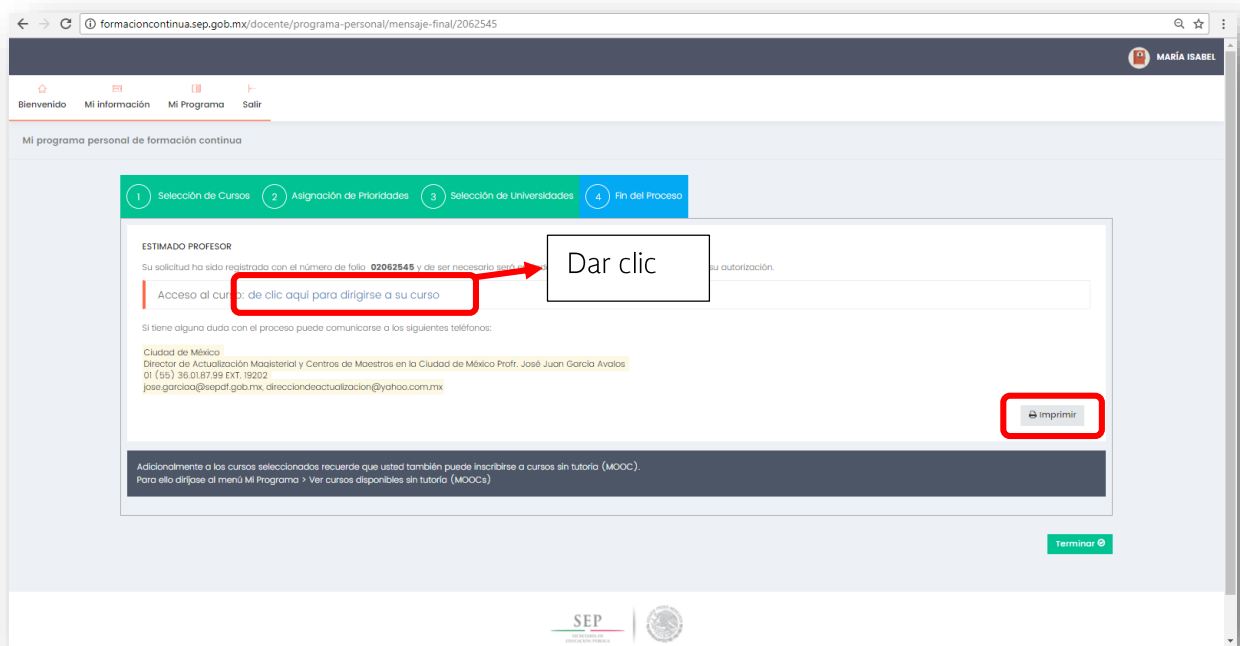 formacioncontinua.sep.gob.mx/docente/programa-personal/mensaje-final/2062545
MARÍA ISABEL
Bienvenido Mi información Mi Programa Salir
Mi programa personal de formación continua
1 Selección de Cursos 2 Asignación de Prioridades 3 Selección de Universidades 4 Fin del Proceso
ESTIMADO PROFESOR
Su solicitud ha sido registrada con el número de folio 02062545 y de ser necesario será su autorización.
Dar clic
Acceso al curso: de clic aquí para dirigirse a su curso
Si tiene alguna duda con el proceso puede comunicarse a los siguientes teléfonos:
Ciudad de México
Director de Actualización Magisterial y Centros de Maestros en la Ciudad de México Profr. José Juan García Avalos
01 (55) 36.01.87.99 EXT. 19202
jose.garciaa@sepdf.gob.mx, direcciondeactualizacion@yahoo.com.mx
Imprimir
Adicionalmente a los cursos seleccionados recuerde que usted también puede inscribirse a cursos sin tutoría (MOOC).
Para ello diríjase al menú Mi Programa > Ver cursos disponibles sin tutoría (MOOCs)
Terminar
SEP
SECRETARÍA DE
EDUCACIÓN PÚBLICA